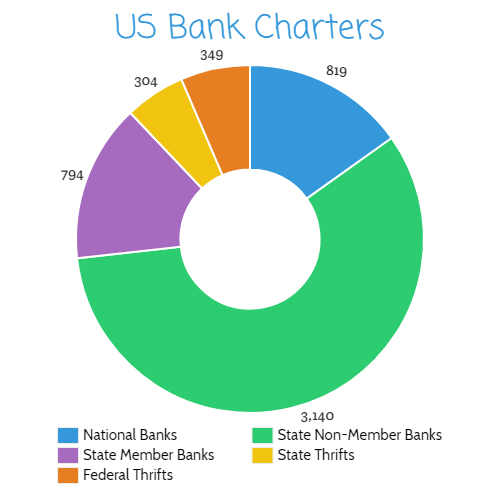 US Bank Charters
349
304
819
794
3,140
National Banks
State Non-Member Banks
State Member Banks
State Thrifts
Federal Thrifts